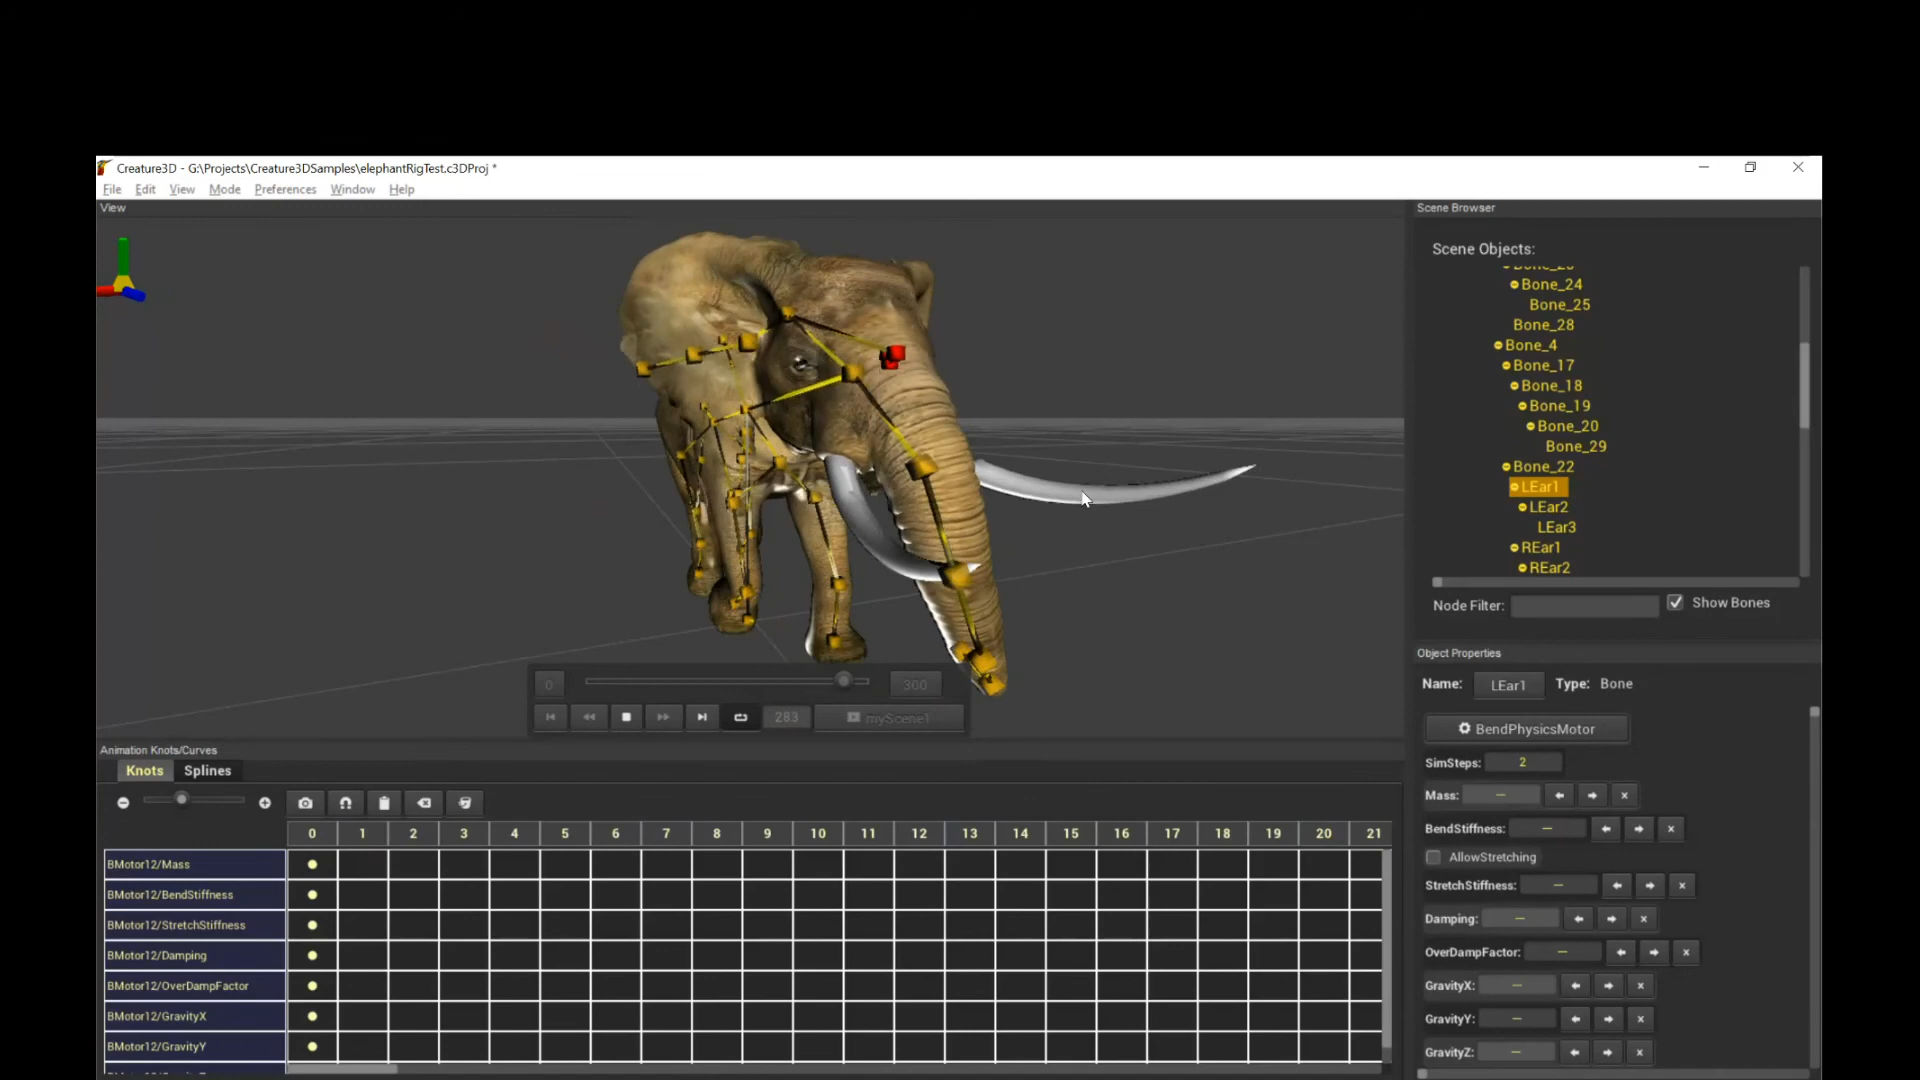 Creature3D - G:\Projects\Creature3DSamples\elephantRigTest.c3DProj *
File Edit View Mode Preferences Window Help
View
Scene Browser
Scene Objects:
Bone_24
Bone_25
Bone_28
Bone_4
Bone_17
Bone_18
Bone_19
Bone_20
Bone_29
Bone_22
LEar1
LEar2
LEar3
REar1
REar2
Node Filter: Show Bones
Object Properties
Name: LEar1 Type: Bone
BendPhysicsMotor
SimSteps: 2
Mass: —
BendStiffness: —
AllowStretching
StretchStiffness: —
Damping: —
OverDampFactor: —
GravityX: —
GravityY: —
GravityZ: —
0 300
283 myScene1
Animation Knots/Curves
Knots Splines
0 1 2 3 4 5 6 7 8 9 10 11 12 13 14 15 16 17 18 19 20 21
BMotor12/Mass
BMotor12/BendStiffness
BMotor12/StretchStiffness
BMotor12/Damping
BMotor12/OverDampFactor
BMotor12/GravityX
BMotor12/GravityY